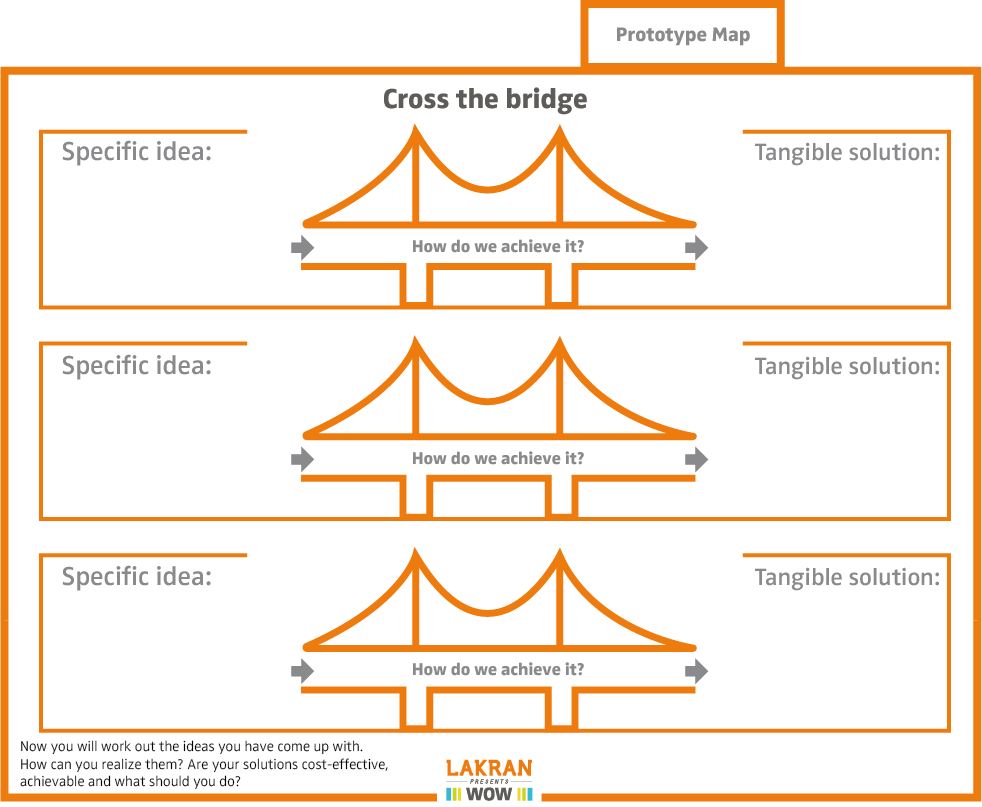 Prototype Map
Cross the bridge
Specific idea:
Tangible solution:
How do we achieve it?
Specific idea:
Tangible solution:
How do we achieve it?
Specific idea:
Tangible solution:
How do we achieve it?
Now you will work out the ideas you have come up with.
How can you realize them? Are your solutions cost-effective,
achievable and what should you do?
LAKRAN
PRESENTS
WOW